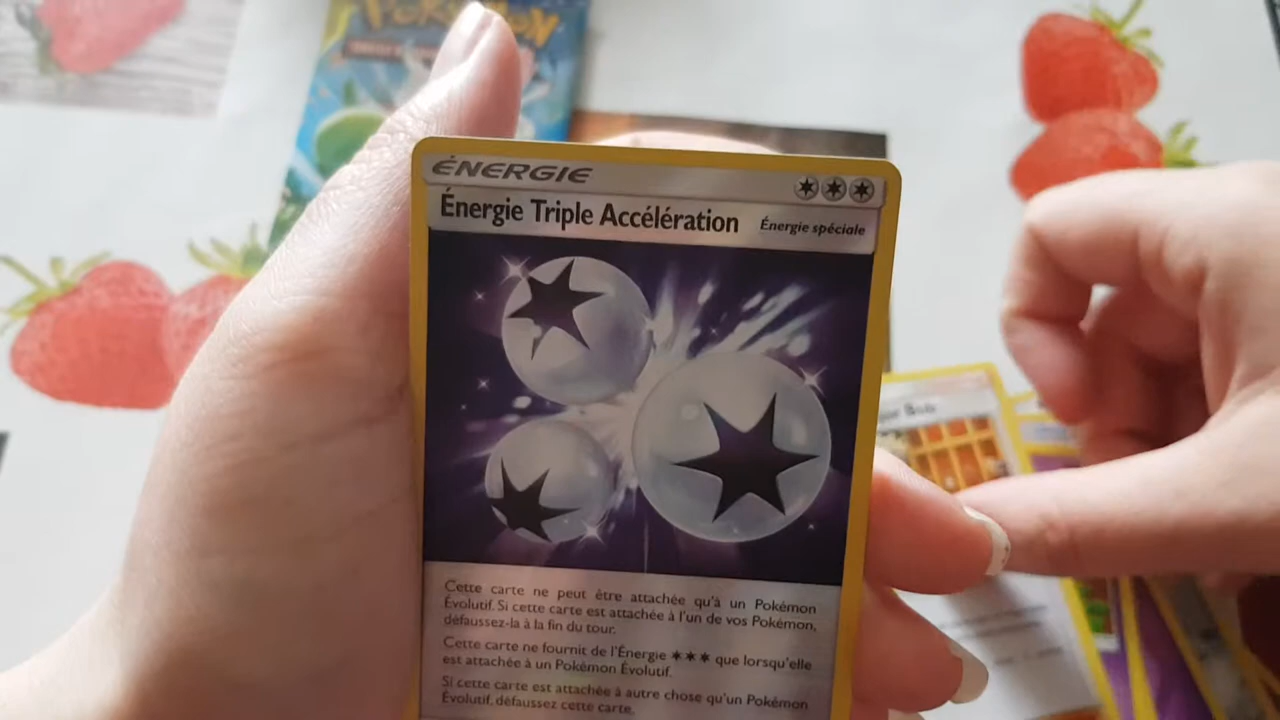 POKÉMON
ÉNERGIE
Énergie Triple Accélération
Énergie spéciale
Cette carte ne peut être attachée qu'à un Pokémon
Évolutif. Si cette carte est attachée à l'un de vos Pokémon,
défaussez-la à la fin du tour.
Cette carte ne fournit de l'Énergie ✶✶✶ que lorsqu'elle
est attachée à un Pokémon Évolutif.
Si cette carte est attachée à autre chose qu'un Pokémon
Évolutif, défaussez cette carte.